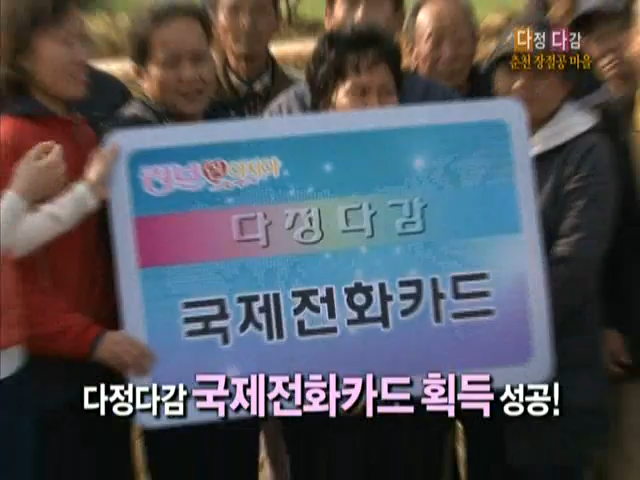 다정 다감
춘천 장절공 마을
다정다감
국제전화카드
다정다감 국제전화카드 획득 성공!